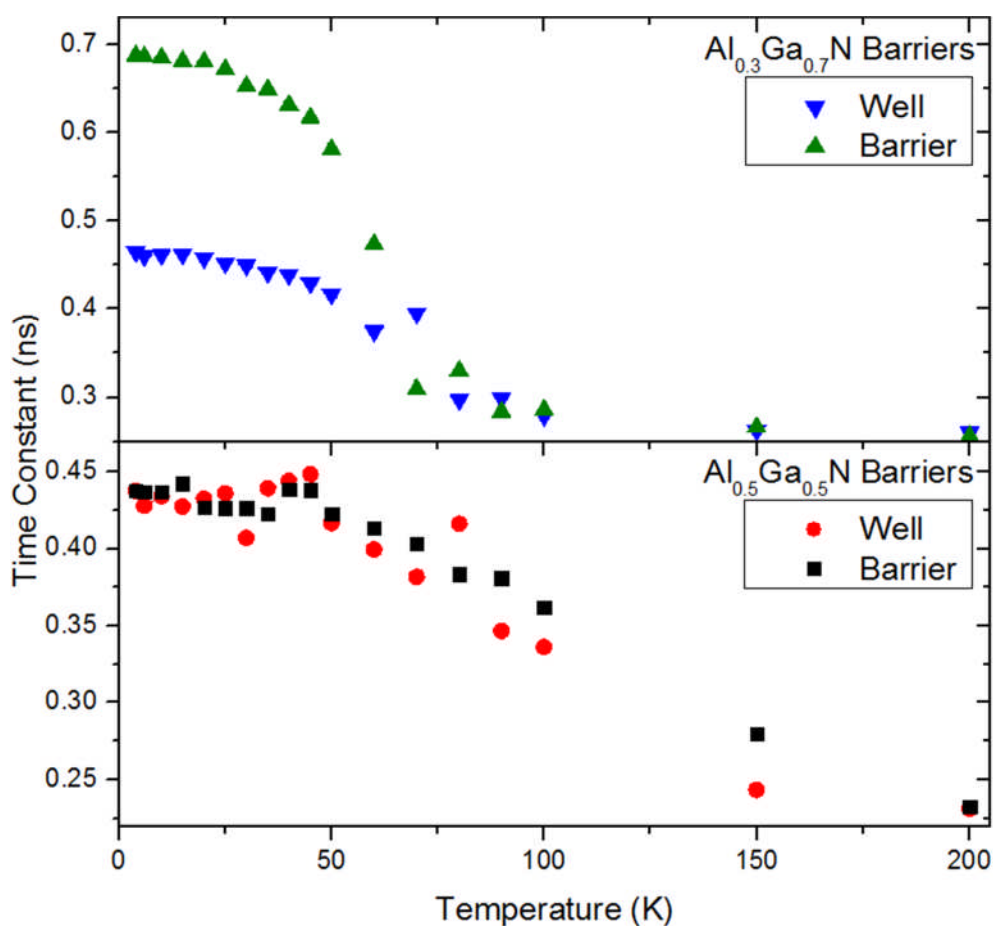 Al0.3Ga0.7N Barriers
Well
Barrier
0.7
0.6
0.5
0.4
0.3
Al0.5Ga0.5N Barriers
Well
Barrier
0.45
0.40
0.35
0.30
0.25
Time Constant (ns)
0 50 100 150 200
Temperature (K)